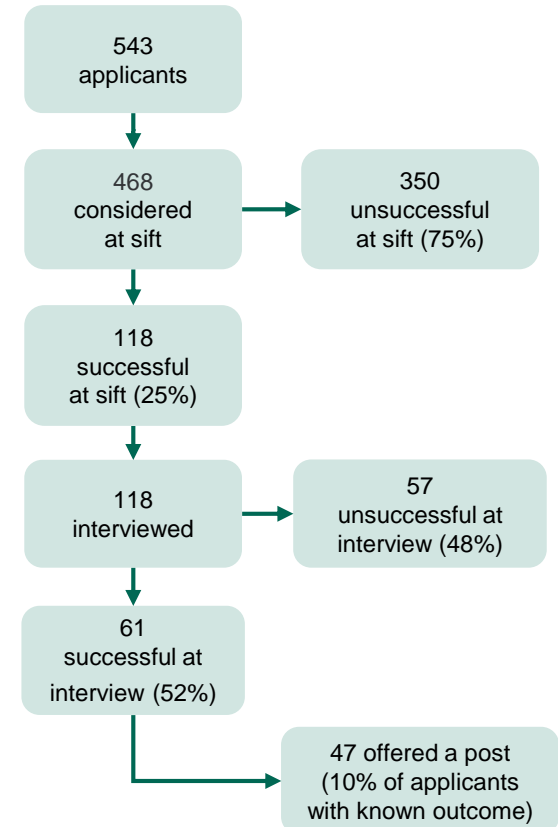 543
applicants
468
considered
at sift
350
unsuccessful
at sift (75%)
118
successful
at sift (25%)
118
interviewed
57
unsuccessful at
interview (48%)
61
successful at
interview (52%)
47 offered a post
(10% of applicants
with known outcome)